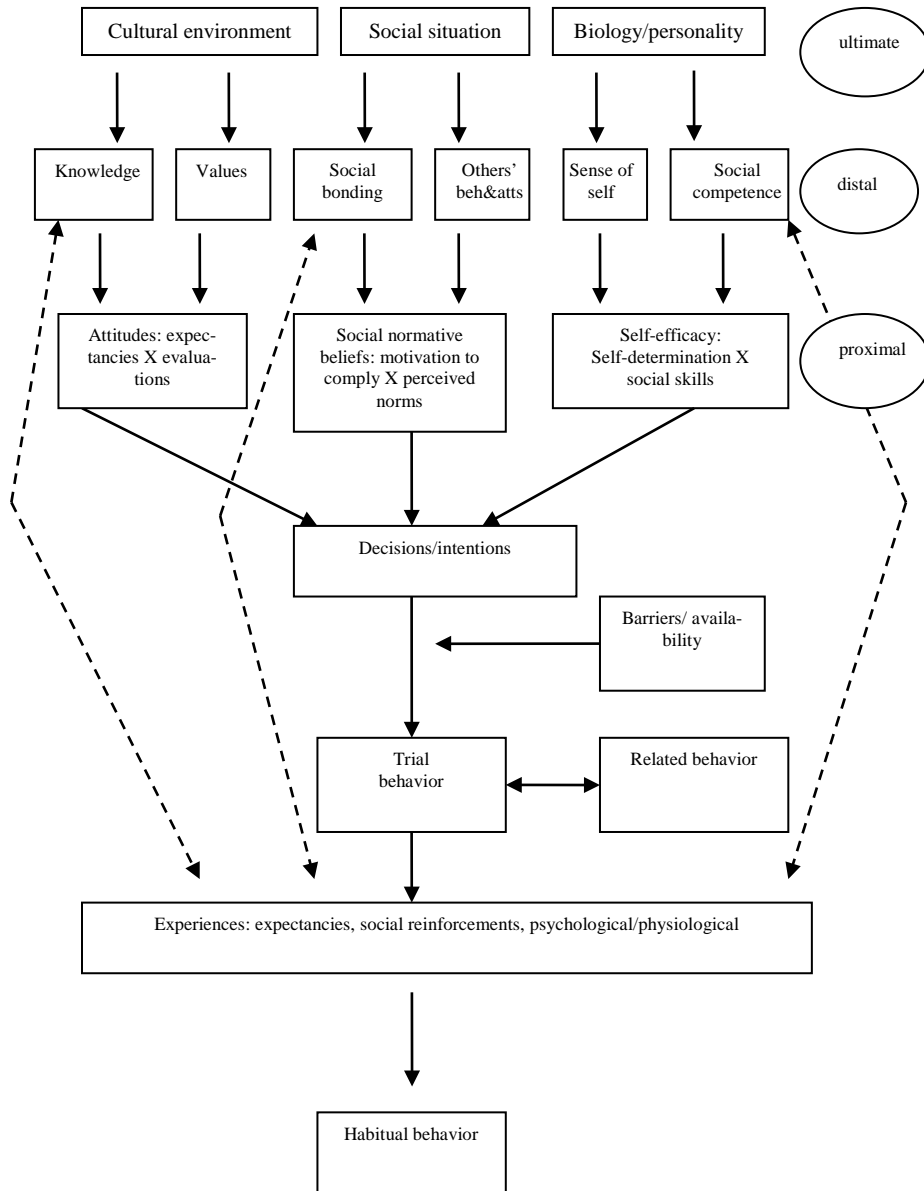 Cultural environment
Social situation
Biology/personality
ultimate
Knowledge
Values
Social
bonding
Others’
beh&atts
Sense of
self
Social
competence
distal
Attitudes: expec-
tancies X evalua-
tions
Social normative
beliefs: motivation to
comply X perceived
norms
Self-efficacy:
Self-determination X
social skills
proximal
Decisions/intentions
Barriers/ availa-
bility
Trial
behavior
Related behavior
Experiences: expectancies, social reinforcements, psychological/physiological
Habitual behavior